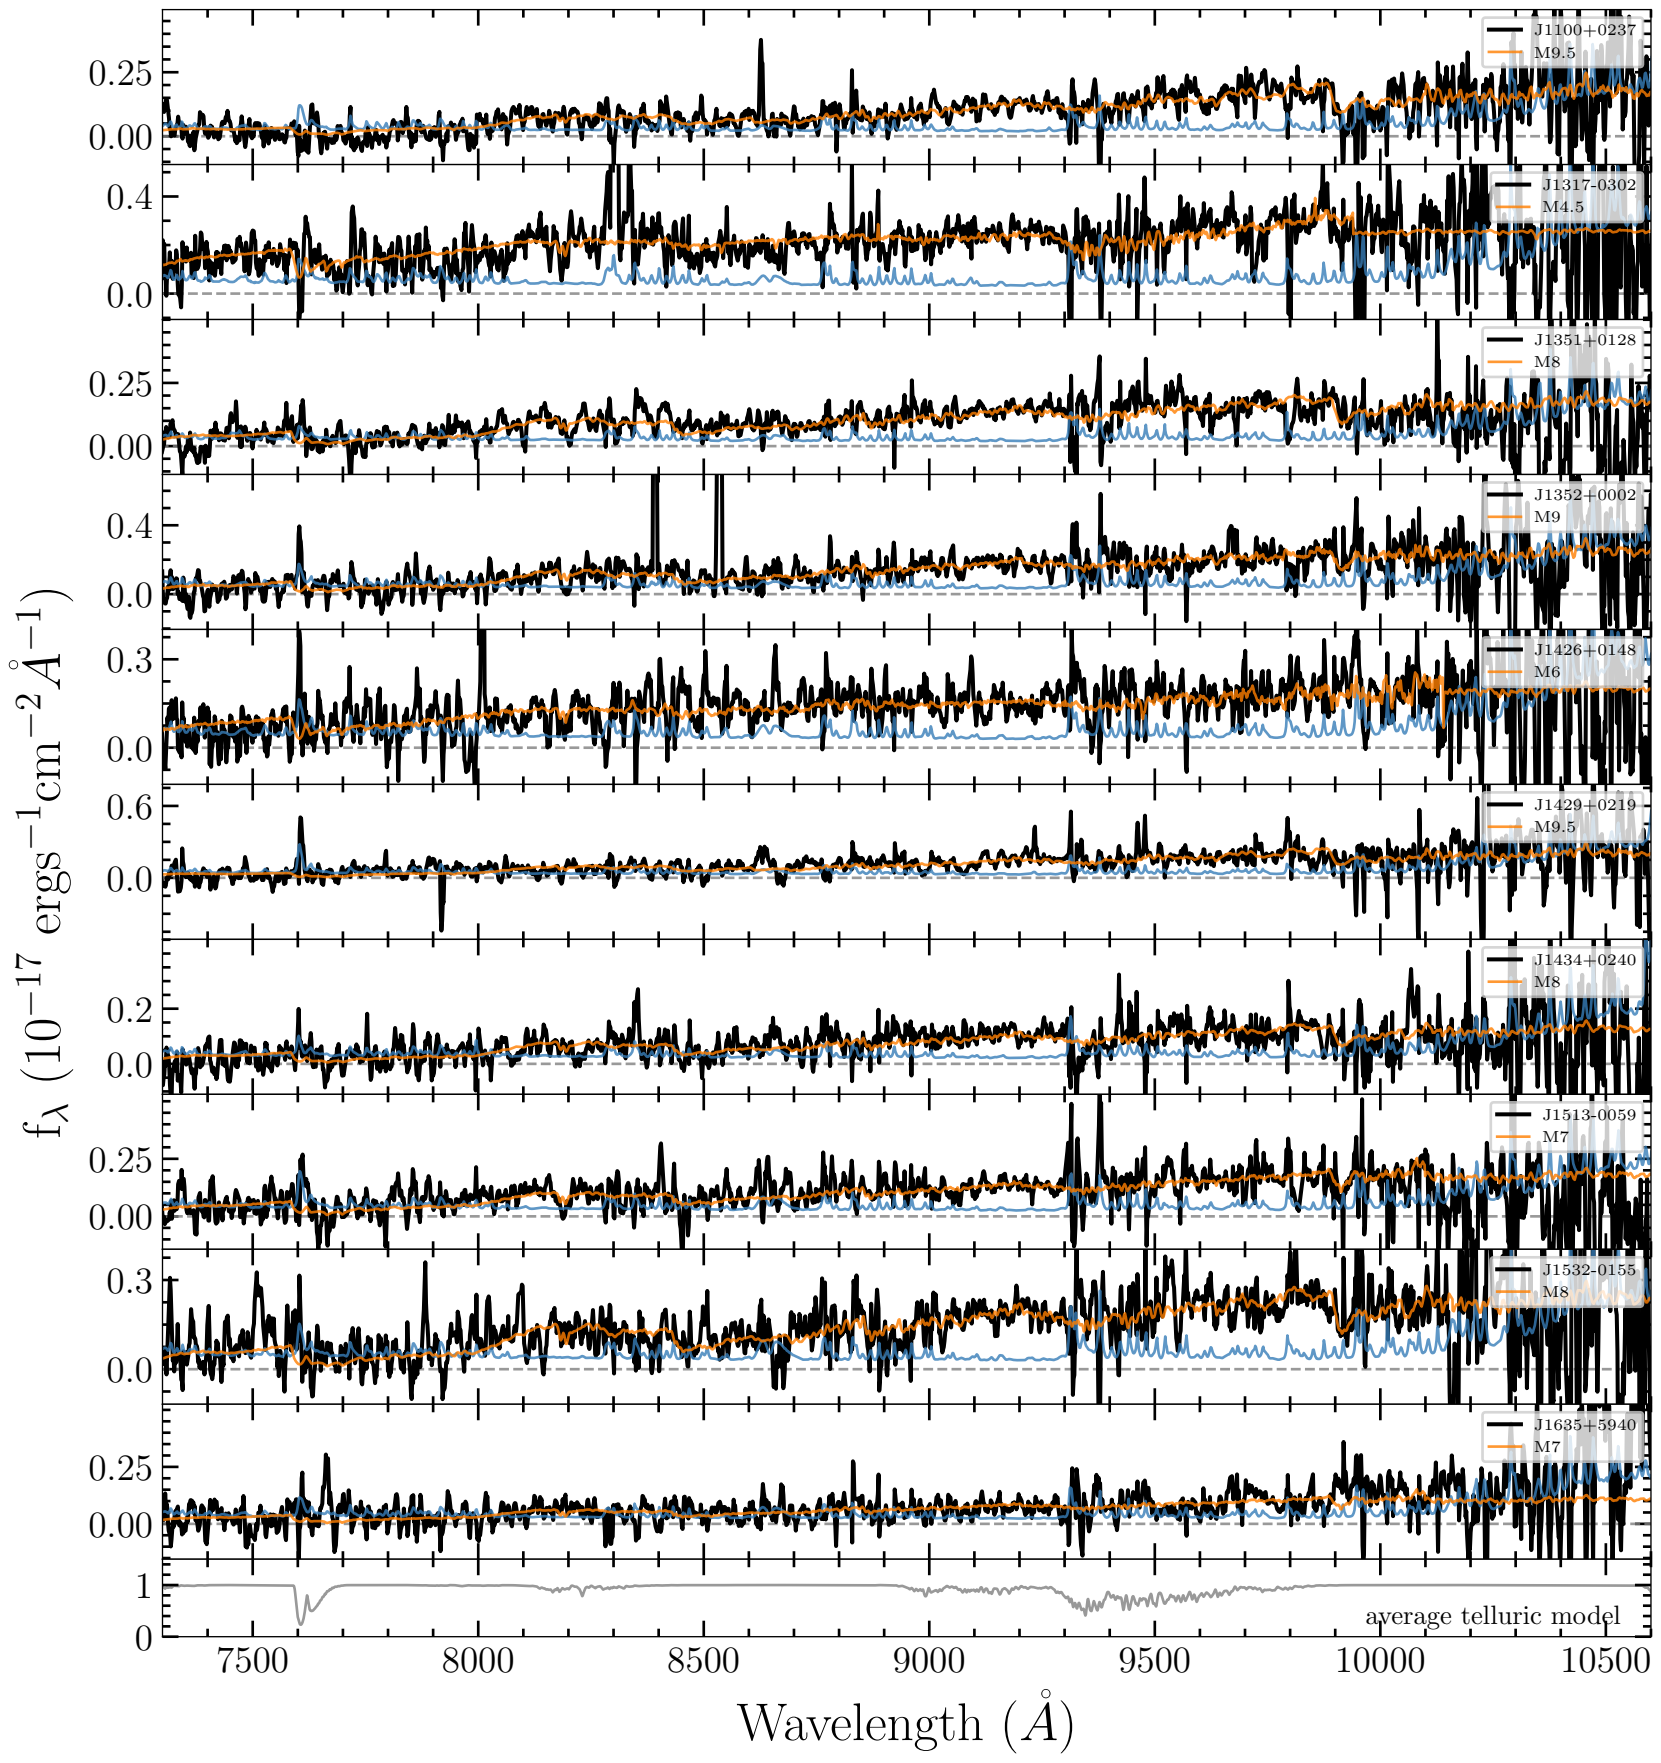 J1100+0237
M9.5
0.25
0.00
J1317-0302
M4.5
0.4
0.0
J1351+0128
M8
0.25
0.00
J1352+0002
M9
0.4
0.0
J1426+0148
M6
0.3
0.0
J1429+0219
M9.5
0.6
0.0
J1434+0240
M8
0.2
0.0
J1513-0059
M7
0.25
0.00
J1532-0155
M8
0.3
0.0
J1635+5940
M7
0.25
0.00
1
0
average telluric model
7500 8000 8500 9000 9500 10000 10500
Wavelength (Å)
fλ (10−17 ergs−1cm−2 Å−1)